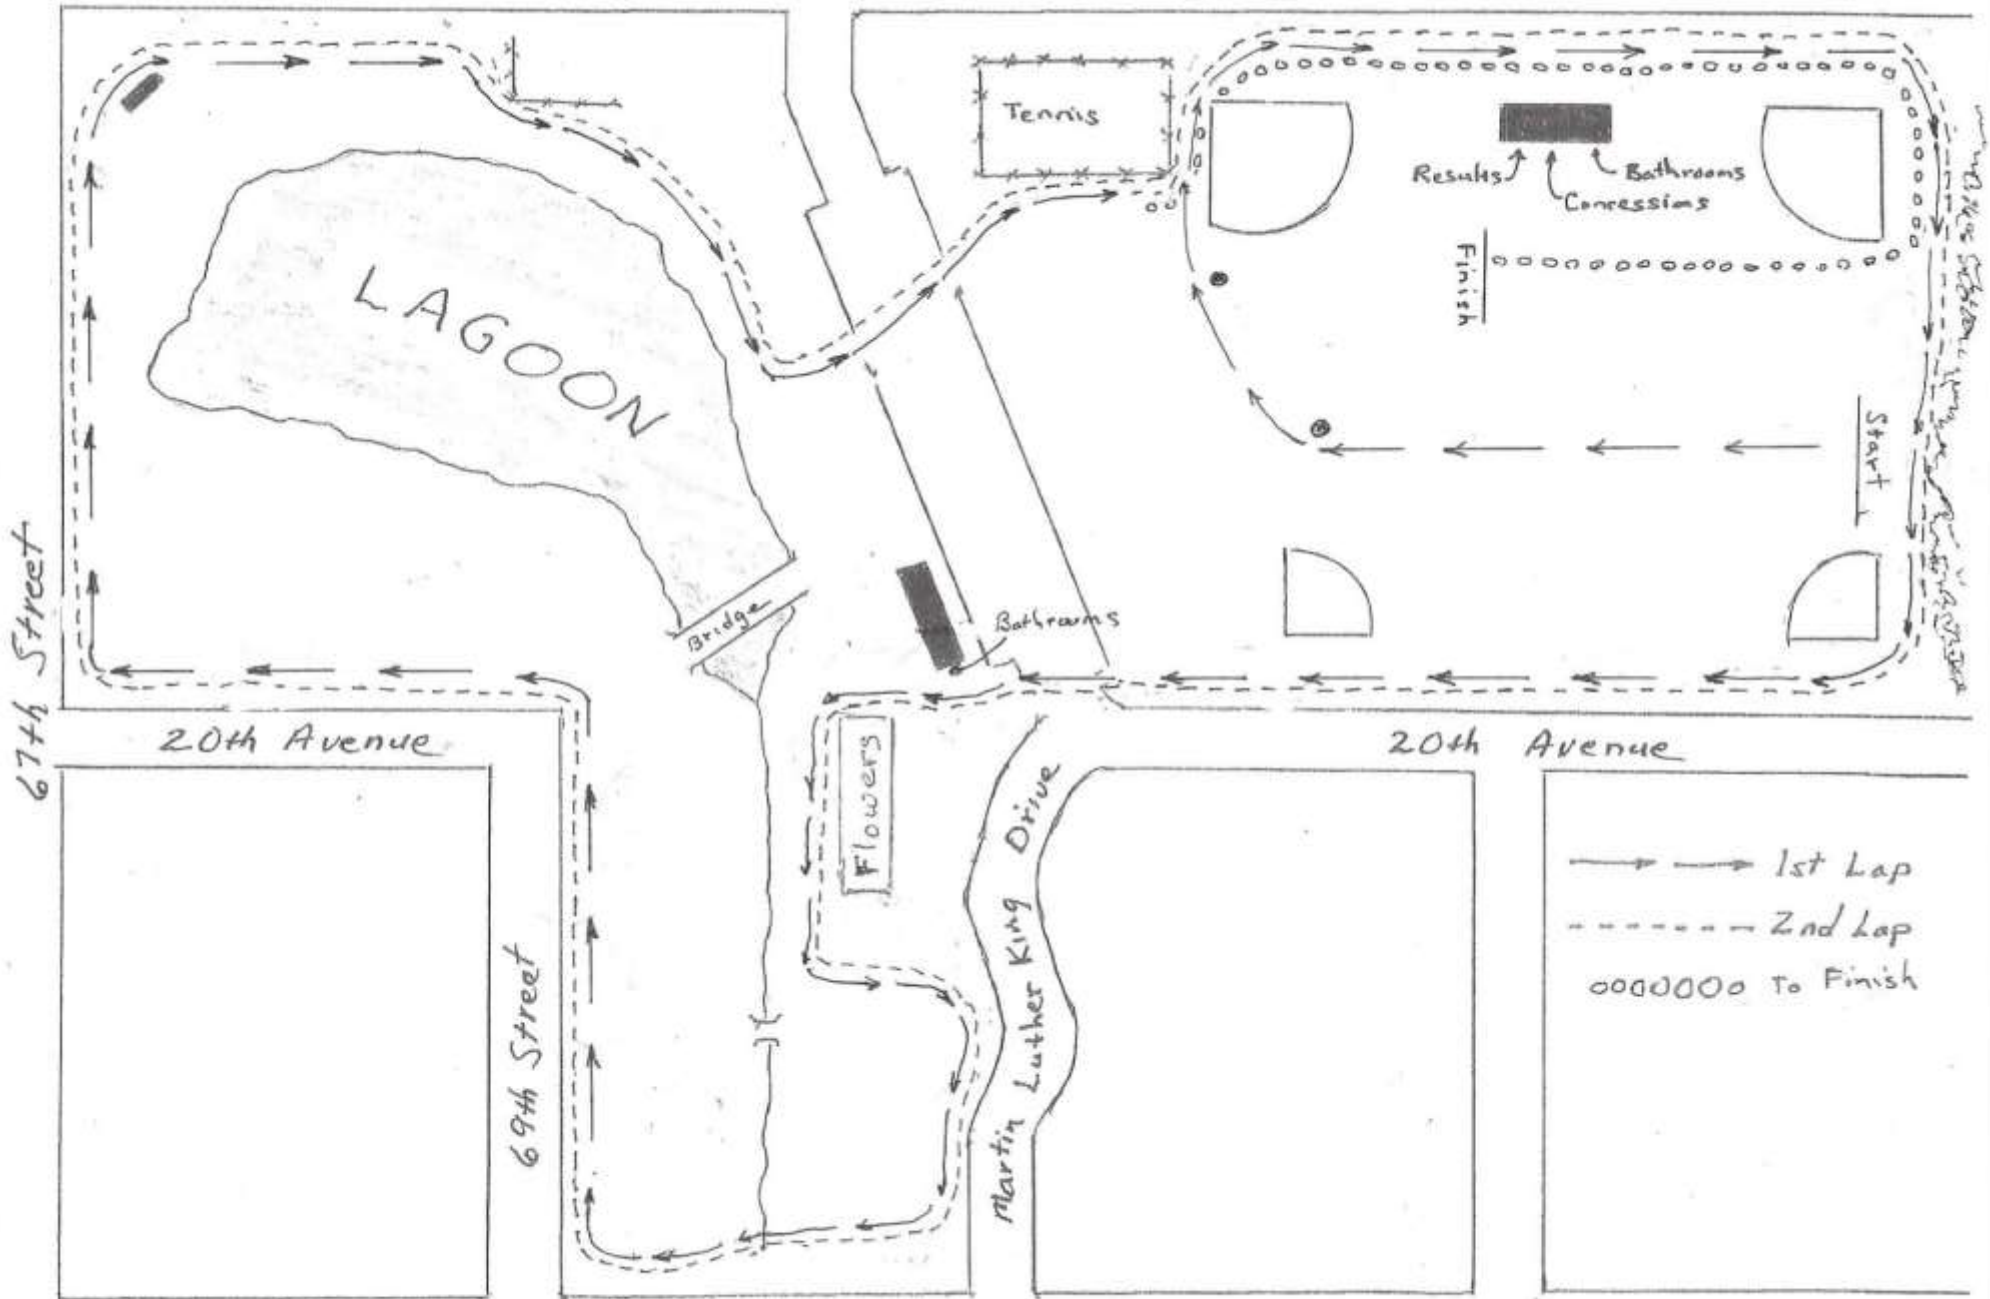 Tennis
Results
Bathrooms
Concessions
LAGOON
Finish
Start
Bridge
Bathrooms
67th Street
20th Avenue
20th Avenue
Flowers
Martin Luther King Drive
69th Street
1st Lap
2nd Lap
To Finish